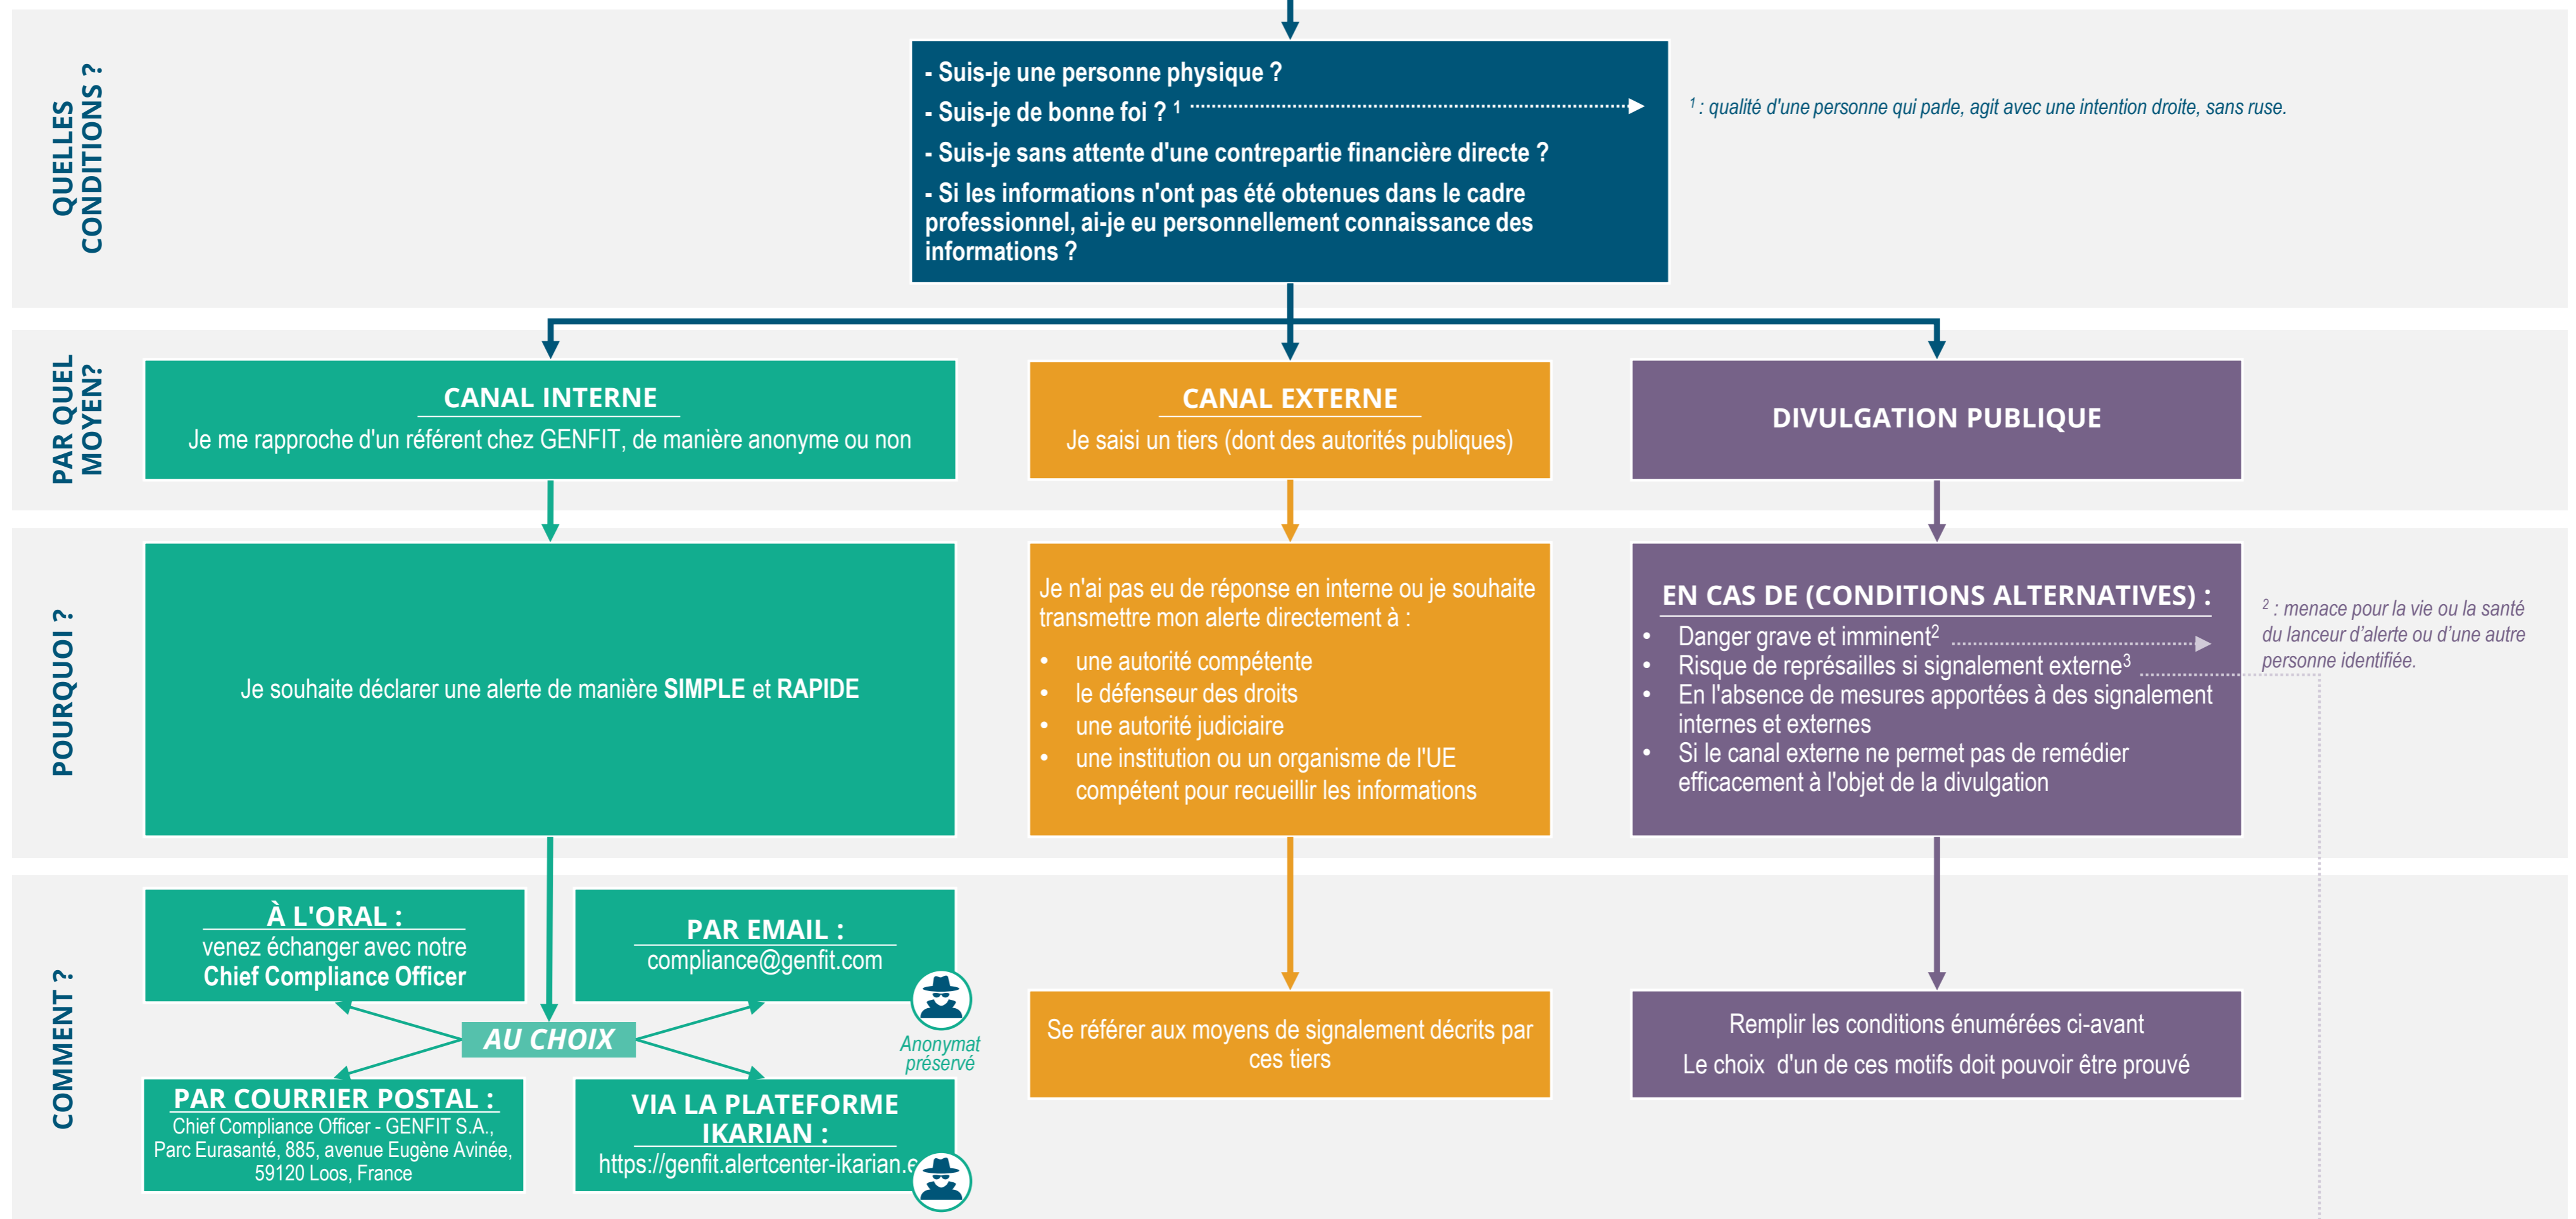 QUELLES
CONDITIONS ?
- Suis-je une personne physique ?
- Suis-je de bonne foi ? 1
- Suis-je sans attente d'une contrepartie financière directe ?
- Si les informations n'ont pas été obtenues dans le cadre
professionnel, ai-je eu personnellement connaissance des
informations ?
1 : qualité d'une personne qui parle, agit avec une intention droite, sans ruse.
PAR QUEL
MOYEN?
CANAL INTERNE
Je me rapproche d'un référent chez GENFIT, de manière anonyme ou non
CANAL EXTERNE
Je saisi un tiers (dont des autorités publiques)
DIVULGATION PUBLIQUE
POURQUOI ?
Je souhaite déclarer une alerte de manière SIMPLE et RAPIDE
Je n'ai pas eu de réponse en interne ou je souhaite
transmettre mon alerte directement à :
• une autorité compétente
• le défenseur des droits
• une autorité judiciaire
• une institution ou un organisme de l'UE
compétent pour recueillir les informations
EN CAS DE (CONDITIONS ALTERNATIVES) :
• Danger grave et imminent2
• Risque de représailles si signalement externe3
• En l'absence de mesures apportées à des signalement
internes et externes
• Si le canal externe ne permet pas de remédier
efficacement à l'objet de la divulgation
2 : menace pour la vie ou la santé
du lanceur d'alerte ou d'une autre
personne identifiée.
COMMENT ?
À L'ORAL :
venez échanger avec notre
Chief Compliance Officer
PAR EMAIL :
compliance@genfit.com
Anonymat
préservé
AU CHOIX
PAR COURRIER POSTAL :
Chief Compliance Officer - GENFIT S.A.,
Parc Eurasanté, 885, avenue Eugène Avinée,
59120 Loos, France
VIA LA PLATEFORME
IKARIAN :
https://genfit.alertcenter-ikarian.e
Se référer aux moyens de signalement décrits par
ces tiers
Remplir les conditions énumérées ci-avant
Le choix d'un de ces motifs doit pouvoir être prouvé